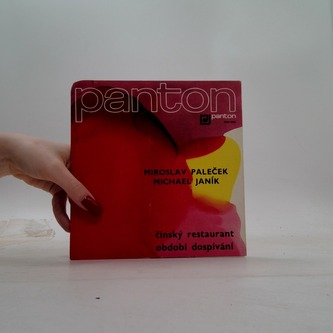 panton
panton
MIROSLAV PALEČEK
MICHAEL JANÍK
čínský restaurant
období dospívání